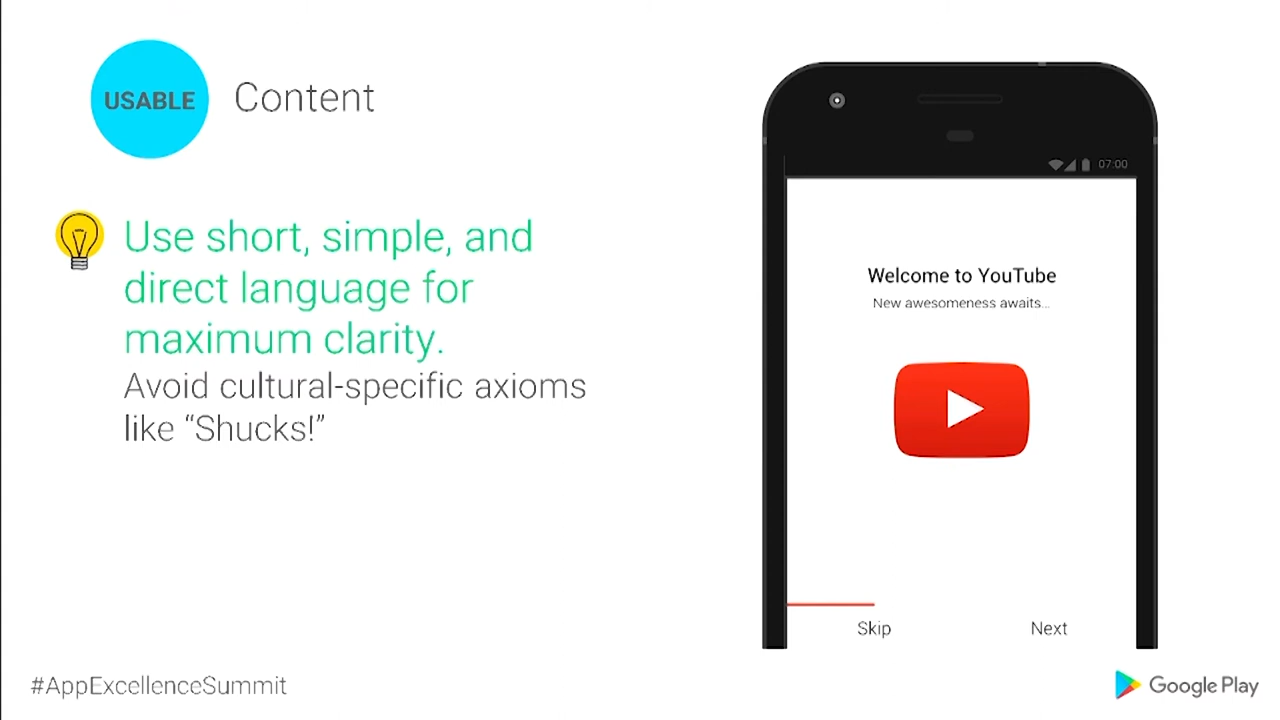 USABLE
Content
Use short, simple, and
direct language for
maximum clarity.
Avoid cultural-specific axioms
like “Shucks!”
07:00
Welcome to YouTube
New awesomeness awaits...
Skip
Next
#AppExcellenceSummit
Google Play